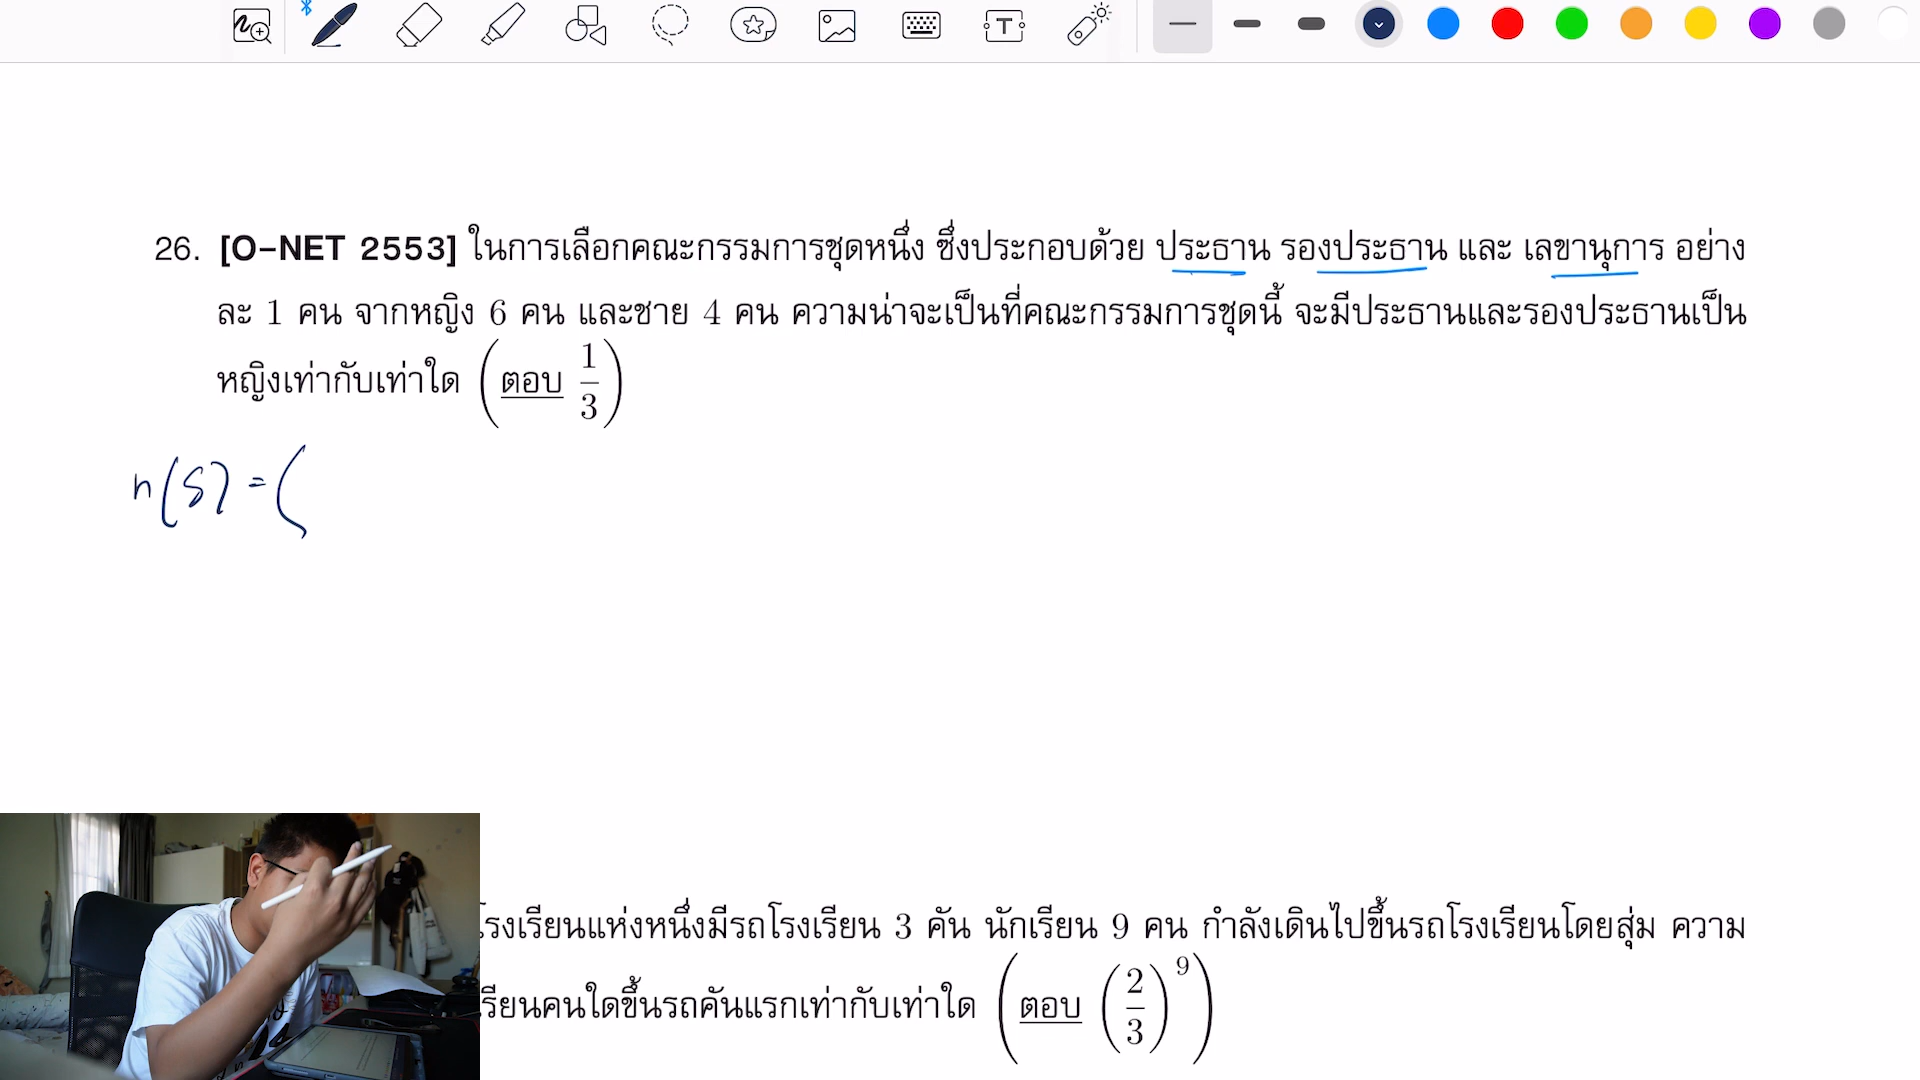 26. [O-NET 2553] ในการเลือกคณะกรรมการชุดหนึ่ง ซึ่งประกอบด้วย ประธาน รองประธาน และ เลขานุการ อย่าง
ละ 1 คน จากหญิง 6 คน และชาย 4 คน ความน่าจะเป็นที่คณะกรรมการชุดนี้ จะมีประธานและรองประธานเป็น
หญิงเท่ากับเท่าใด (ตอบ 1/3)
n(S) = (
โรงเรียนแห่งหนึ่งมีรถโรงเรียน 3 คัน นักเรียน 9 คน กำลังเดินไปขึ้นรถโรงเรียนโดยสุ่ม ความ
เรียนคนใดขึ้นรถคันแรกเท่ากับเท่าใด (ตอบ (2/3)^9)